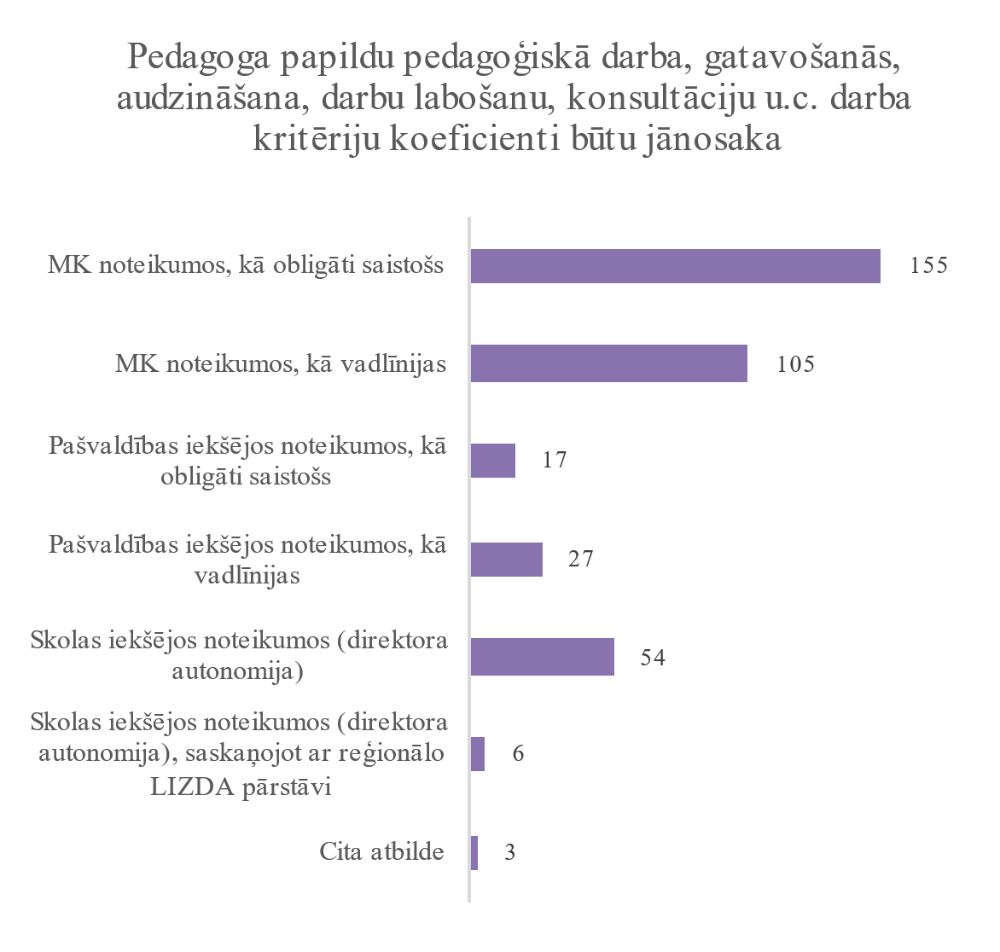 Pedagoga papildu pedagoģiskā darba, gatavošanās,
audzināšana, darbu labošanu, konsultāciju u.c. darba
kritēriju koeficienti būtu jānosaka
MK noteikumos, kā obligāti saistošs
155
MK noteikumos, kā vadlīnijas
105
Pašvaldības iekšējos noteikumos, kā
obligāti saistošs
17
Pašvaldības iekšējos noteikumos, kā
vadlīnijas
27
Skolas iekšējos noteikumos (direktora
autonomija)
54
Skolas iekšējos noteikumos (direktora
autonomija), saskaņojot ar reģionālo
LIZDA pārstāvi
6
Cita atbilde
3